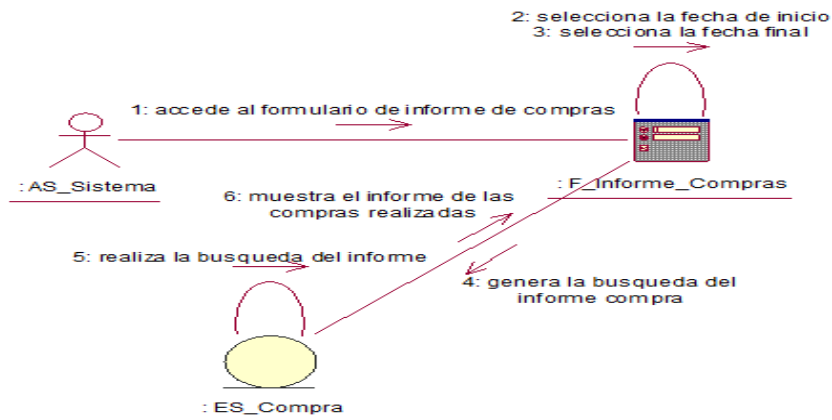 2: selecciona la fecha de inicio
3: selecciona la fecha final
1: accede al formulario de informe de compras
: AS_Sistema
: F_Informe_Compras
6: muestra el informe de las
compras realizadas
5: realiza la busqueda del informe
4: genera la busqueda del
informe compra
: ES_Compra